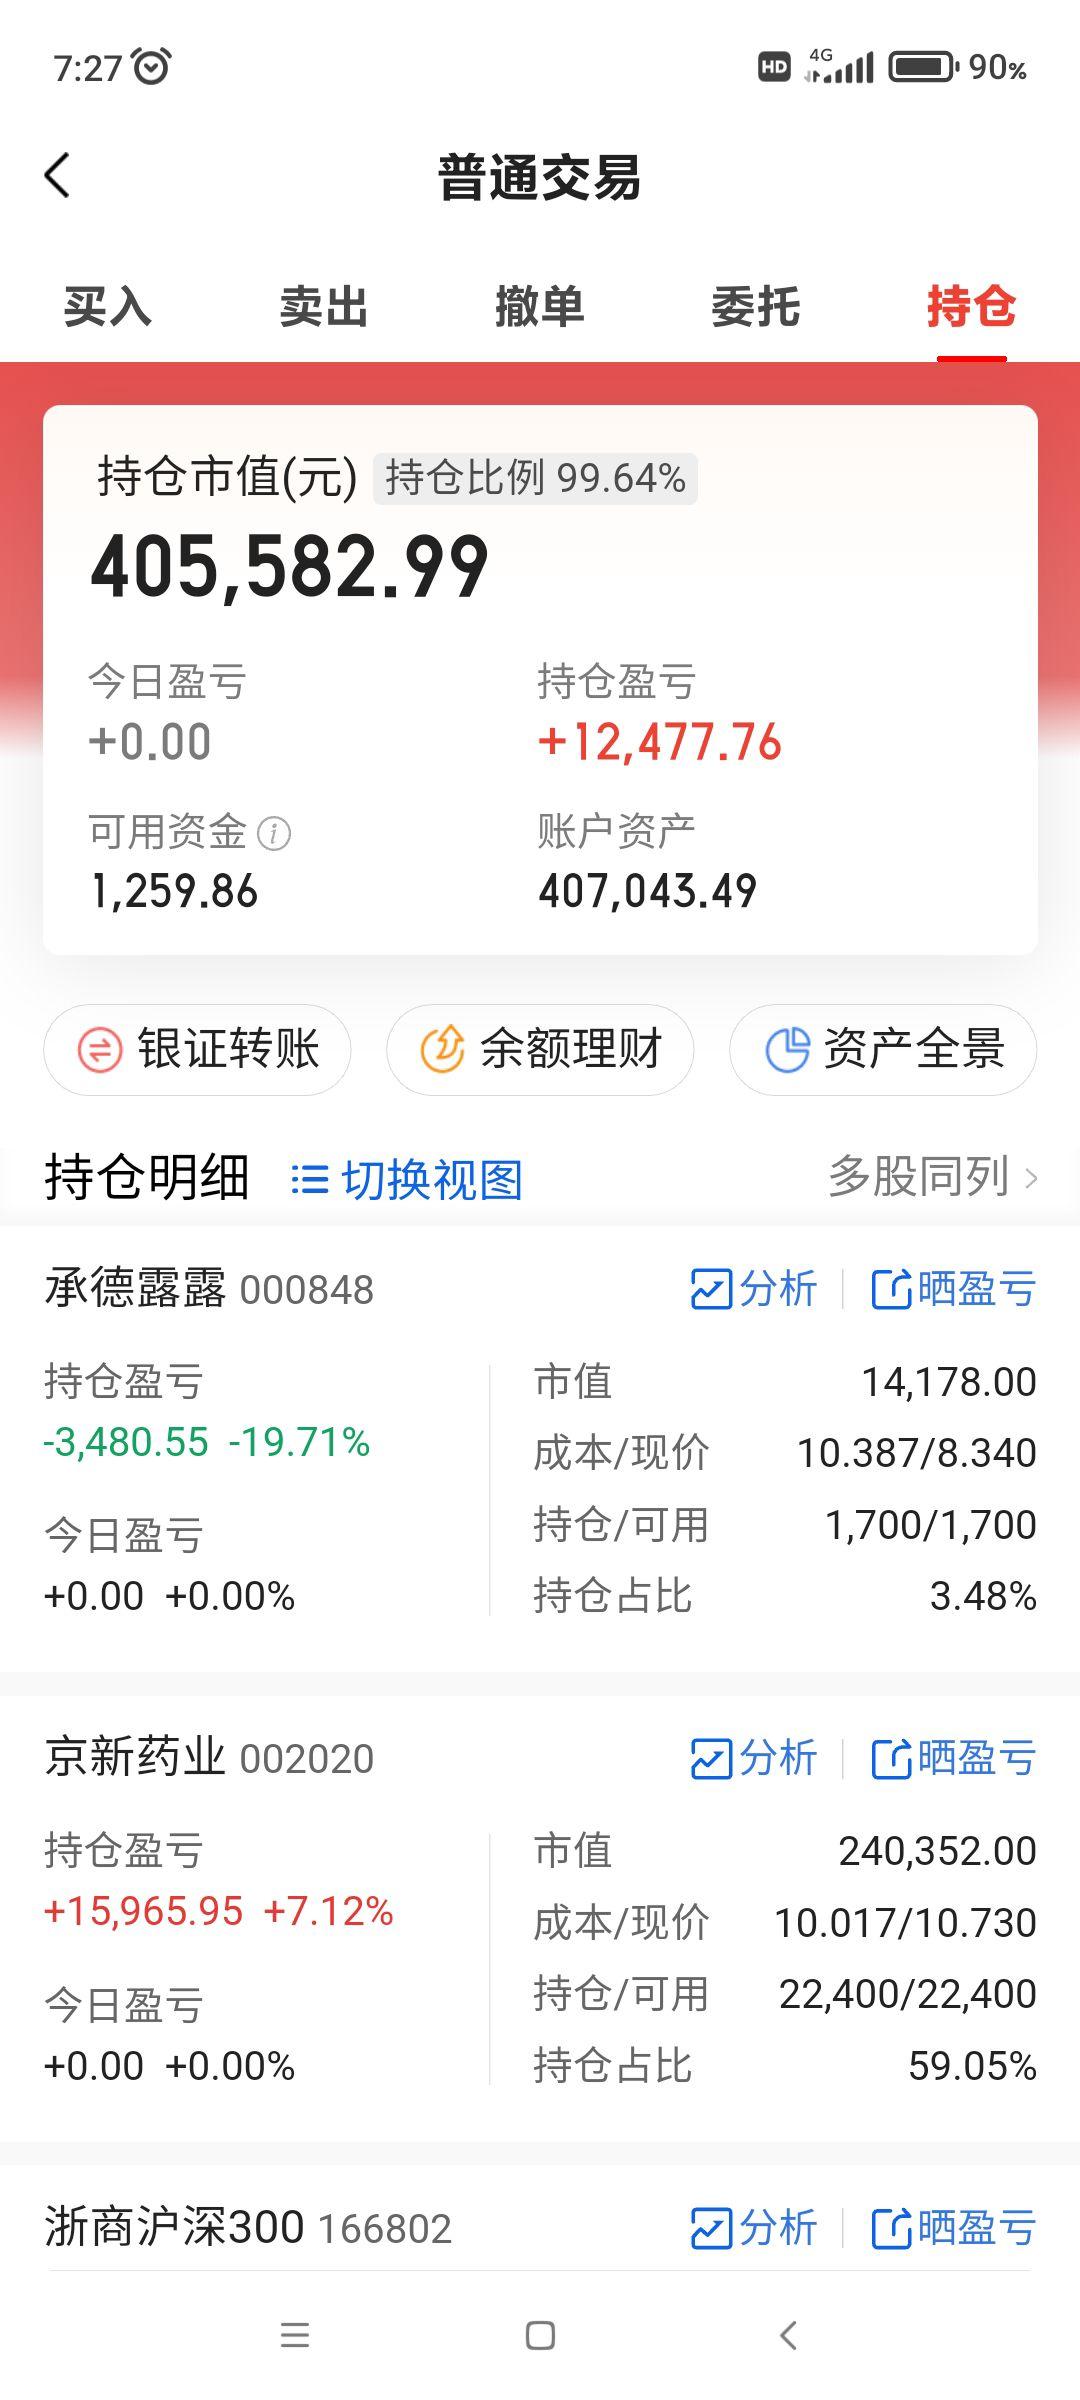 7:27 HD 4G 90%
普通交易
买入 卖出 撤单 委托 持仓
持仓市值(元) 持仓比例 99.64%
405,582.99
今日盈亏 持仓盈亏
+0.00 +12,477.76
可用资金 i 账户资产
1,259.86 407,043.49
银证转账 余额理财 资产全景
持仓明细 切换视图 多股同列
承德露露 000848 分析 晒盈亏
持仓盈亏 市值 14,178.00
-3,480.55 -19.71% 成本/现价 10.387/8.340
今日盈亏 持仓/可用 1,700/1,700
+0.00 +0.00% 持仓占比 3.48%
京新药业 002020 分析 晒盈亏
持仓盈亏 市值 240,352.00
+15,965.95 +7.12% 成本/现价 10.017/10.730
今日盈亏 持仓/可用 22,400/22,400
+0.00 +0.00% 持仓占比 59.05%
浙商沪深300 166802 分析 晒盈亏